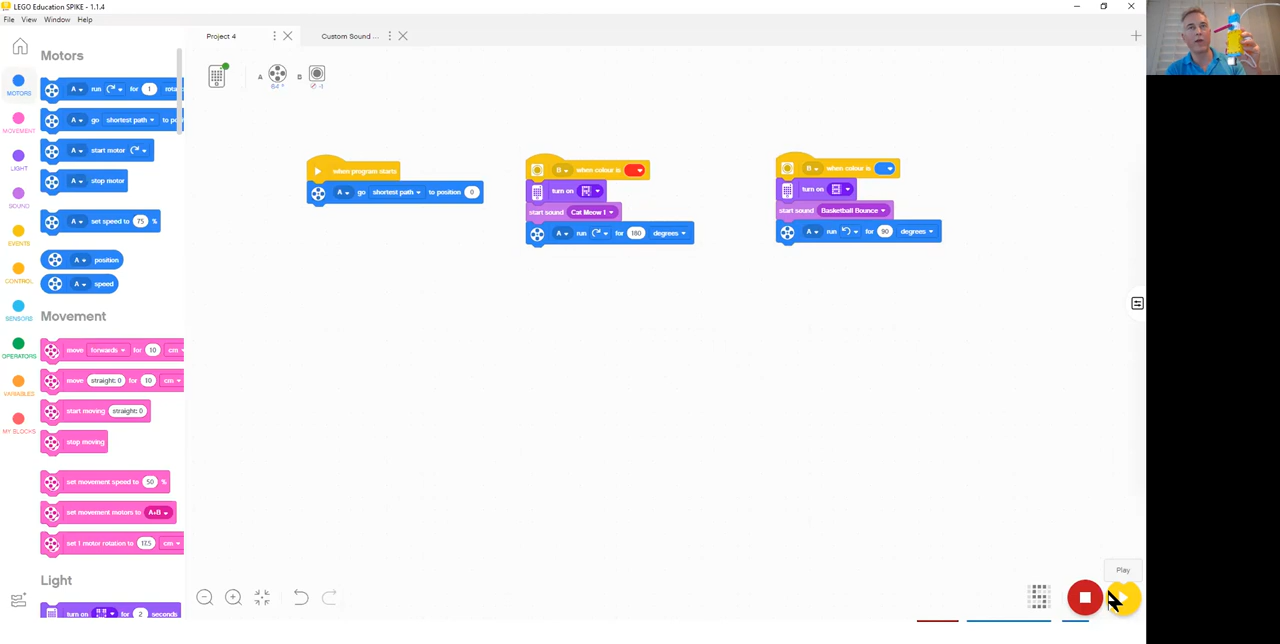 LEGO Education SPIKE - 1.1.4
File View Window Help
Project 4
Custom Sound ...
Motors
MOTORS
A run for 1 rota
A go shortest path to po
MOVEMENT
A start motor
LIGHT
A stop motor
SOUND
A set speed to 75 %
EVENTS
A position
CONTROL
A speed
SENSORS
Movement
OPERATORS
move forwards for 10 cm
VARIABLES
move straight: 0 for 10 cm
MY BLOCKS
start moving straight: 0
stop moving
set movement speed to 50 %
set movement motors to A+B
set 1 motor rotation to 17.5 cm
Light
turn on for 2 seconds
A B
64 ° -1
when program starts
A go shortest path to position 0
B when colour is
turn on
start sound Cat Meow 1
A run for 180 degrees
B when colour is
turn on
start sound Basketball Bounce
A run for 90 degrees
Play